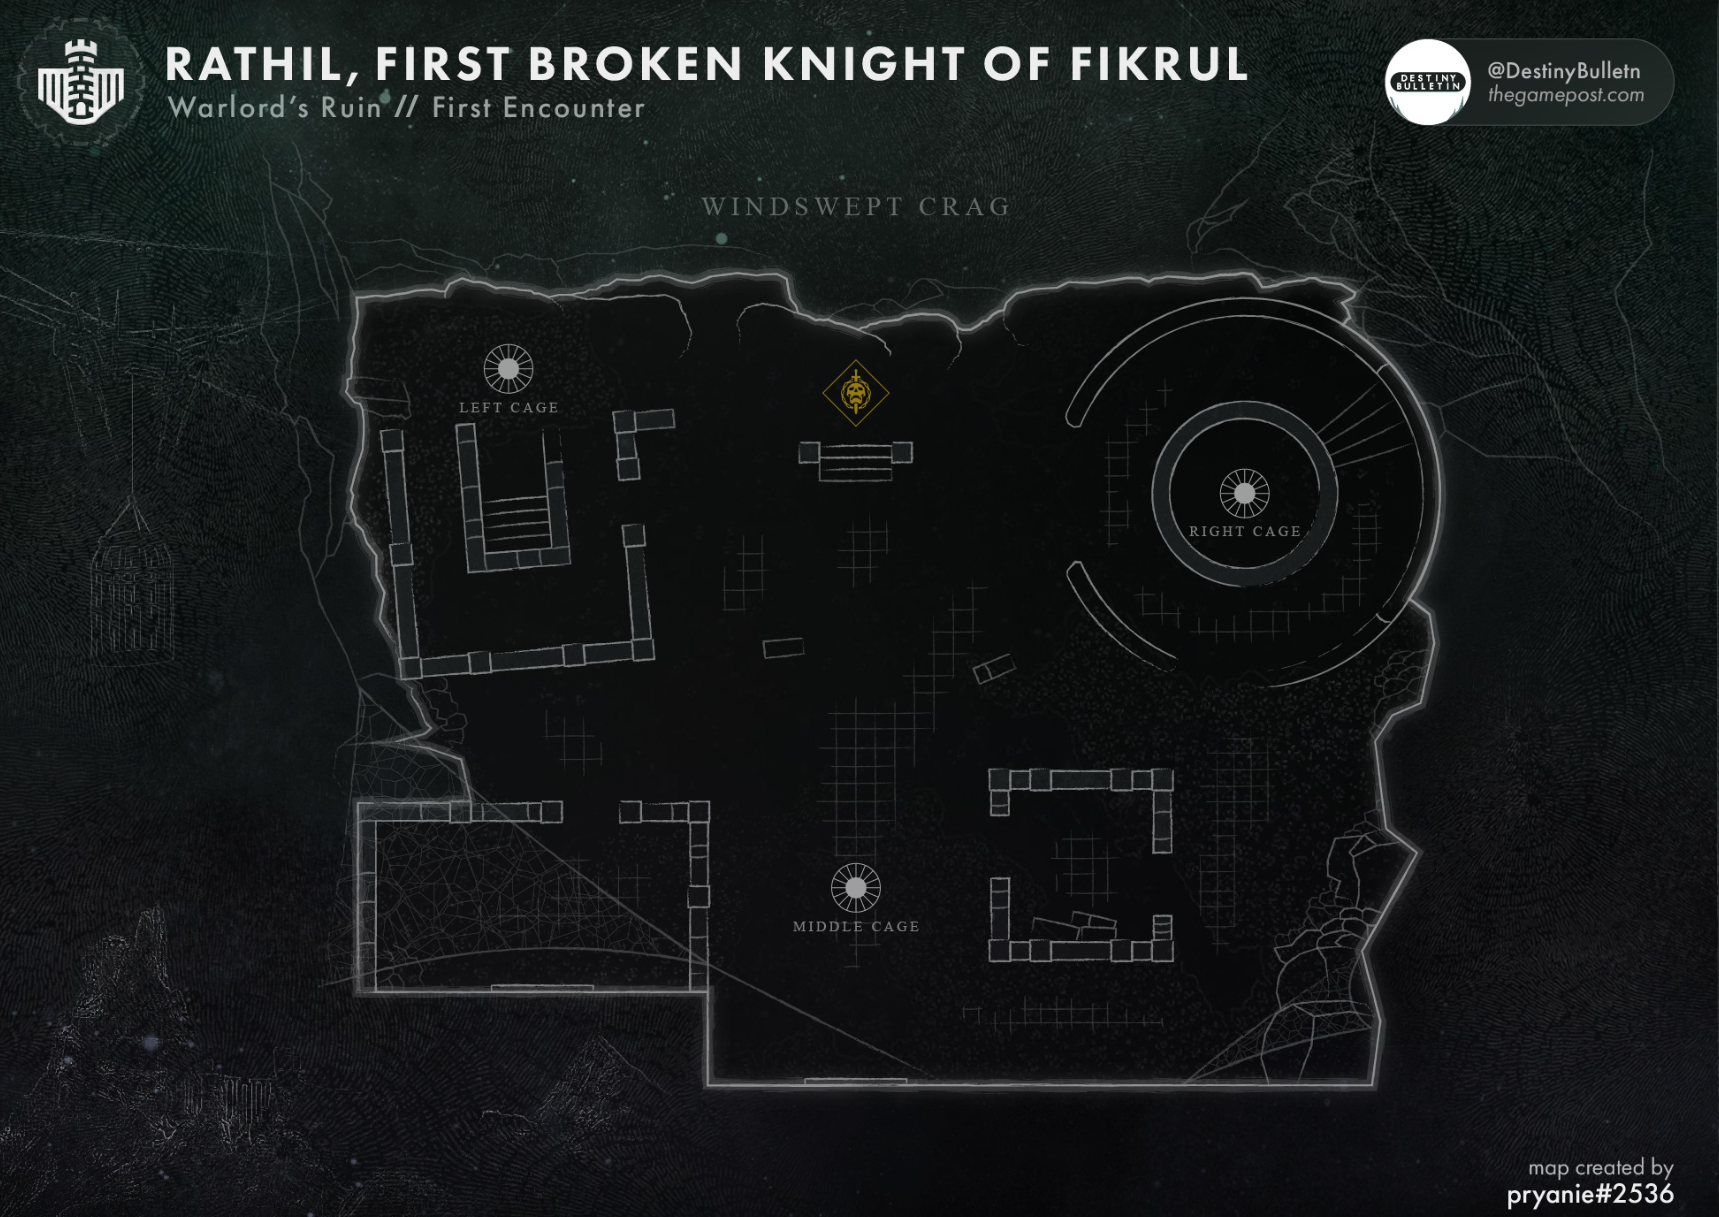 RATHIL, FIRST BROKEN KNIGHT OF FIKRUL
Warlord's Ruin // First Encounter
DESTINY
BULLETIN
@DestinyBulletn
thegamepost.com
WINDSWEPT CRAG
LEFT CAGE
RIGHT CAGE
MIDDLE CAGE
map created by
pryanie#2536